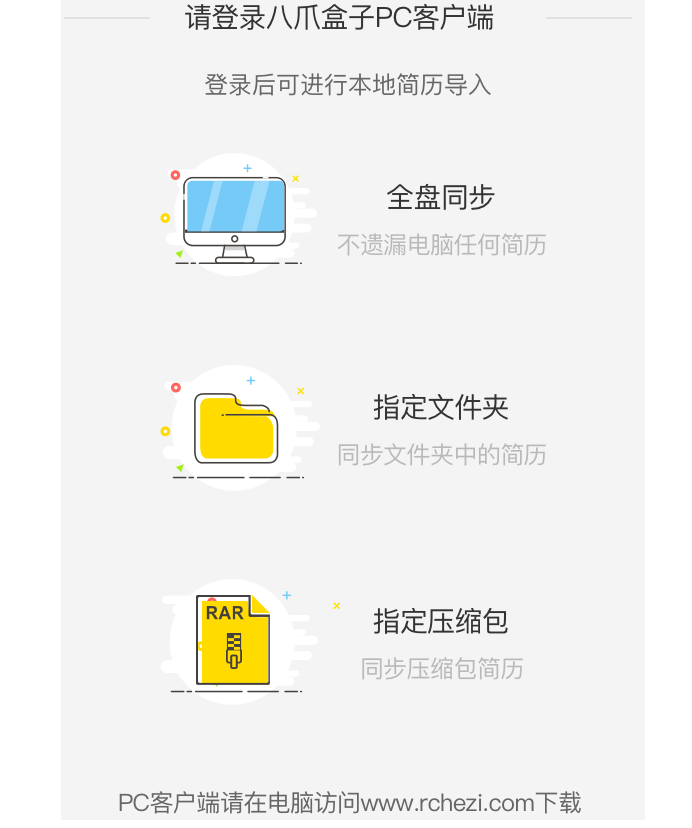 请登录八爪盒子PC客户端
登录后可进行本地简历导入
全盘同步
不遗漏电脑任何简历
指定文件夹
同步文件夹中的简历
RAR
指定压缩包
同步压缩包简历
PC客户端请在电脑访问www.rchezi.com下载